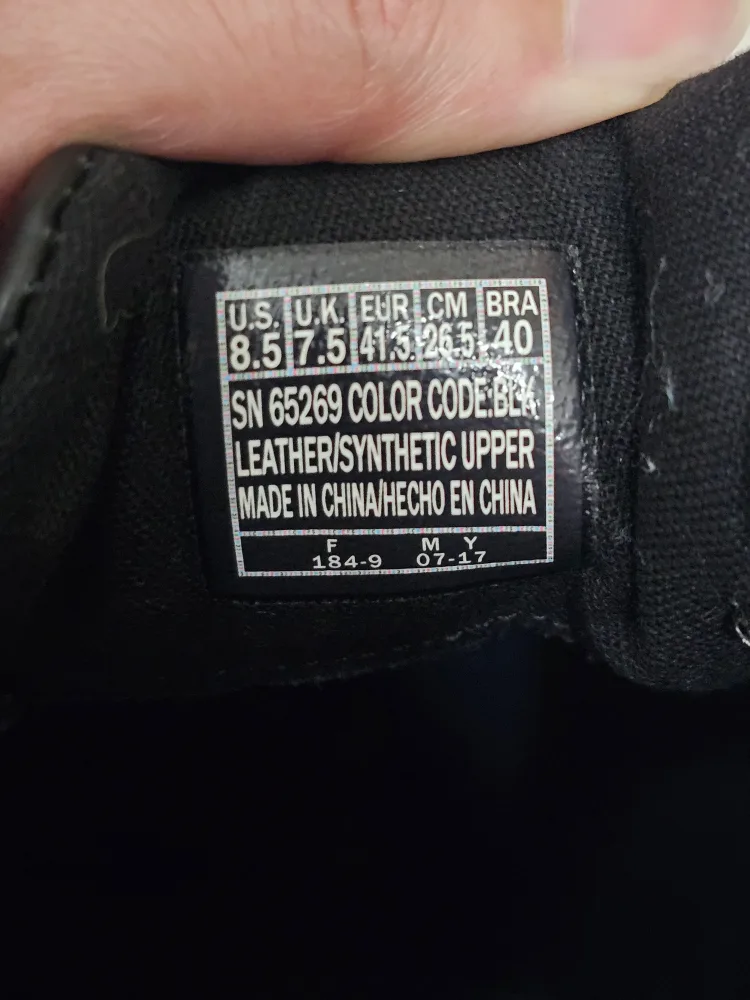 U.S. U.K. EUR CM BRA
8.5 7.5 41.5 26.5 40
SN 65269 COLOR CODE:BLK
LEATHER/SYNTHETIC UPPER
MADE IN CHINA/HECHO EN CHINA
F M Y
184-9 07-17